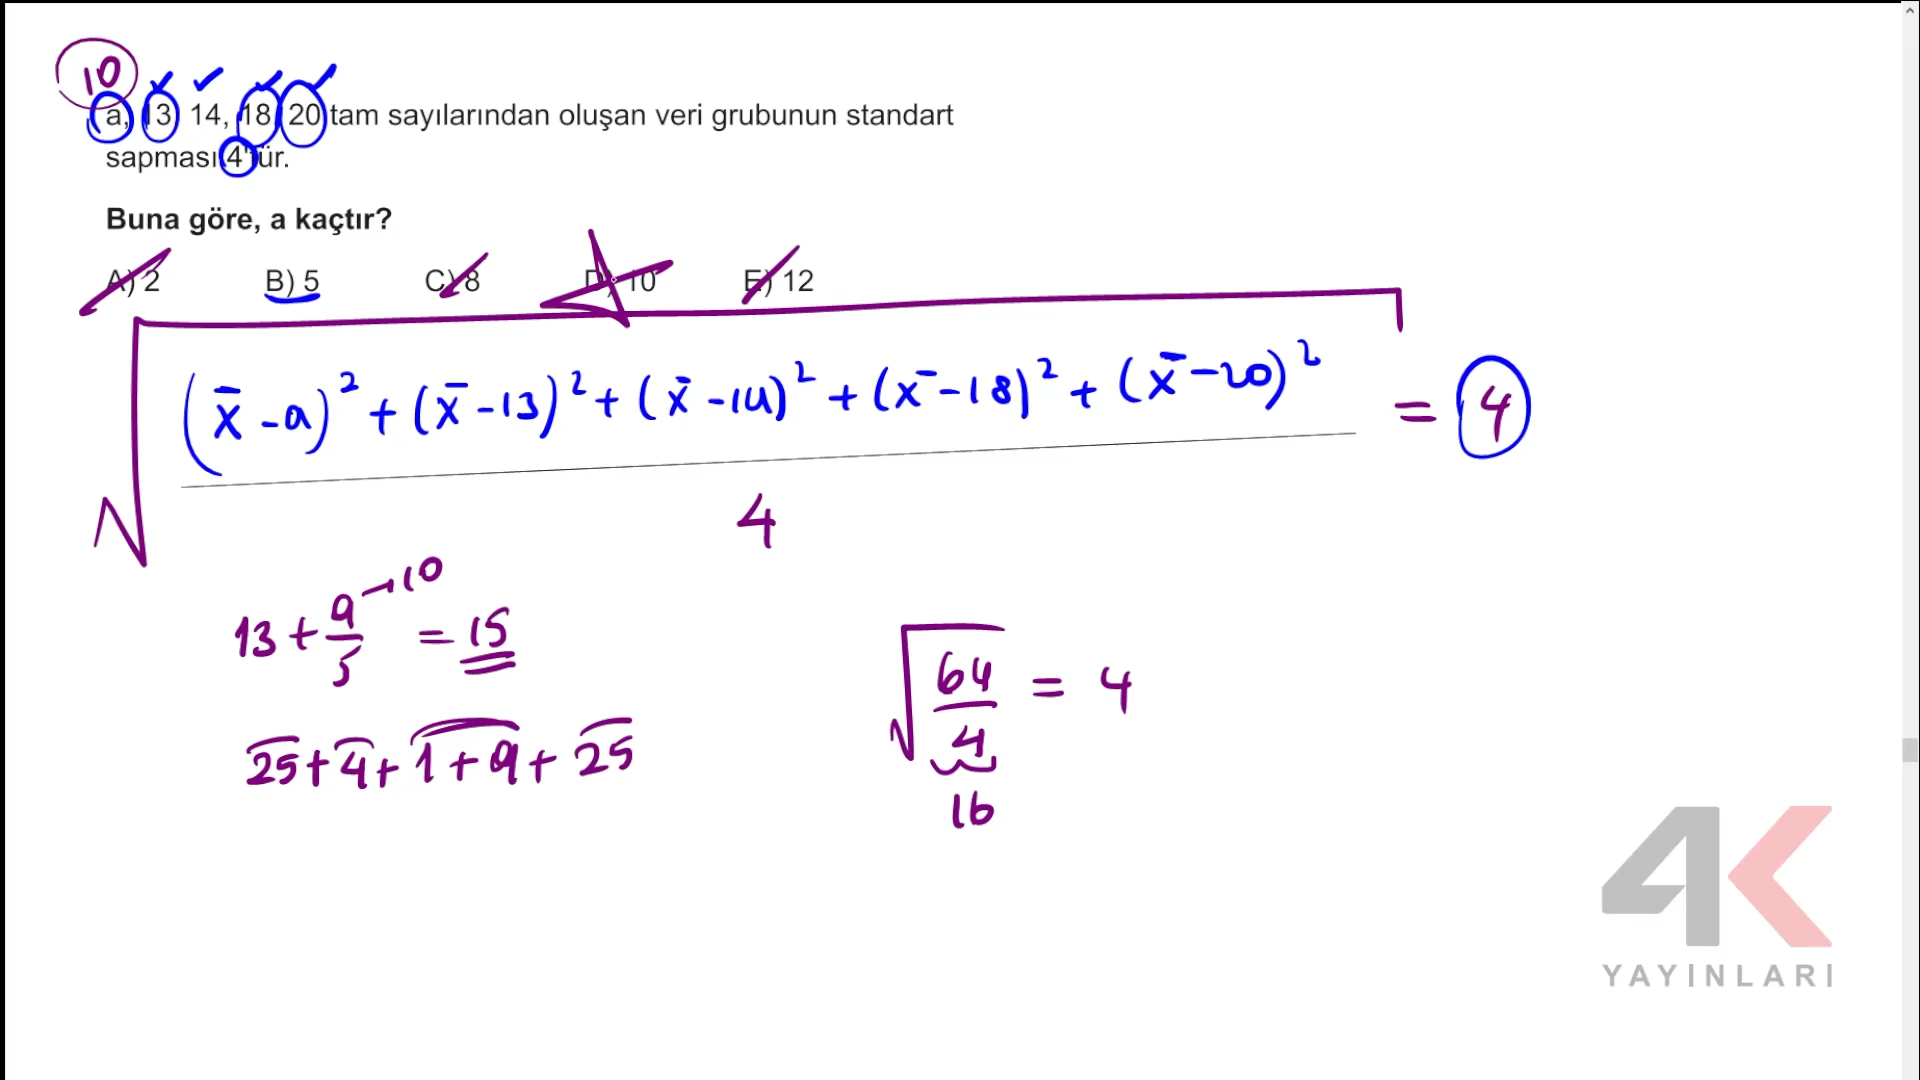 10
a, 13 14, 18, 20 tam sayılarından oluşan veri grubunun standart
sapması 4'tür.
Buna göre, a kaçtır?
A) 2 B) 5 C) 8 D) 10 E) 12
√ (x̄ - a)² + (x̄ - 13)² + (x̄ - 14)² + (x̄ - 18)² + (x̄ - 20)² = 4
4
13 + a/5 = 15
→10
√64/4 = 4
16
25 + 4 + 1 + 9 + 25
4K
YAYINLARI